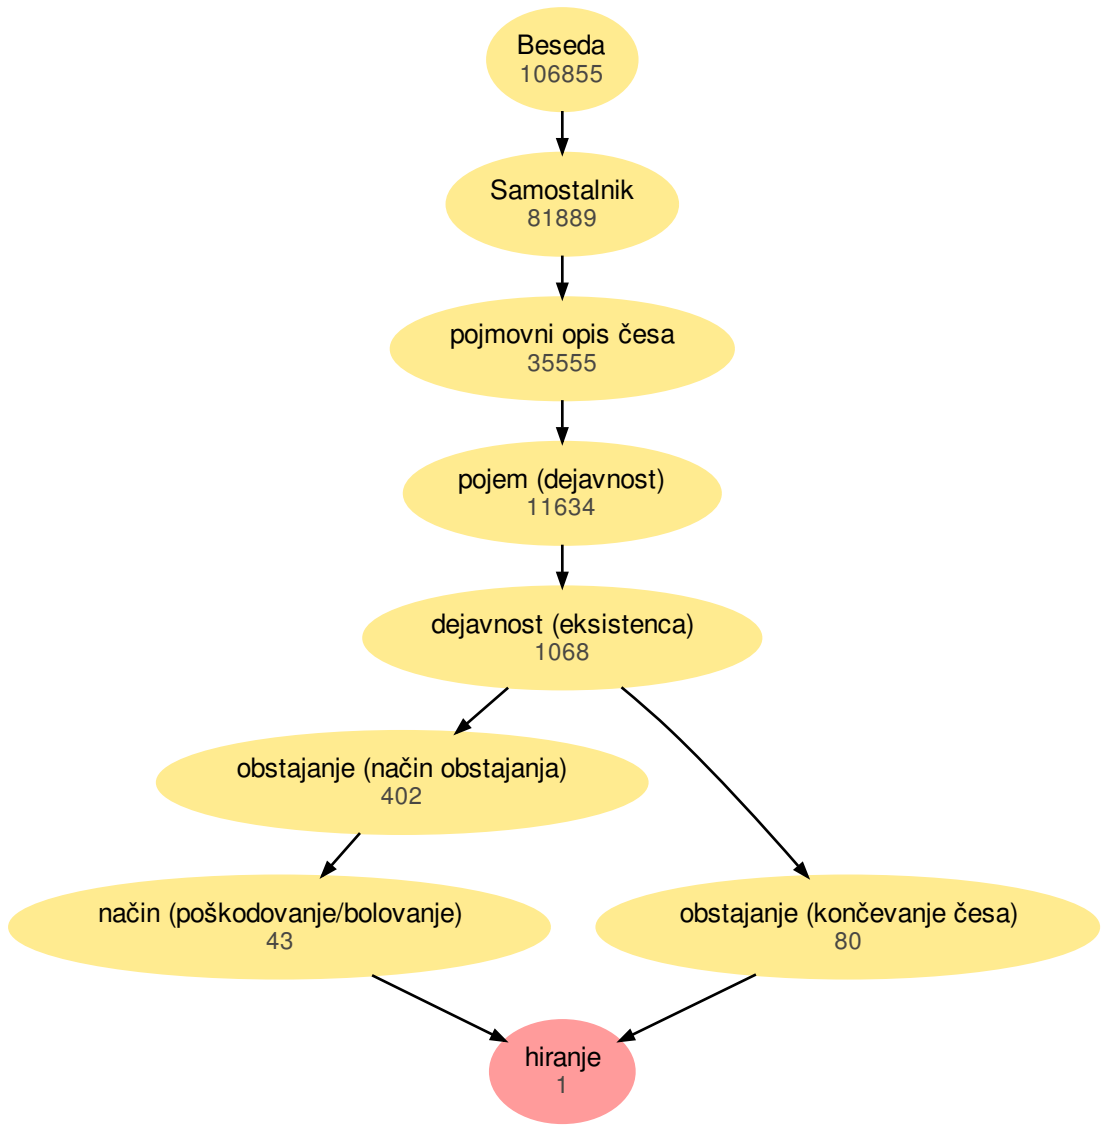 Beseda
106855
Samostalnik
81889
pojmovni opis česa
35555
pojem (dejavnost)
11634
dejavnost (eksistenca)
1068
obstajanje (način obstajanja)
402
način (poškodovanje/bolovanje)
43
obstajanje (končevanje česa)
80
hiranje
1